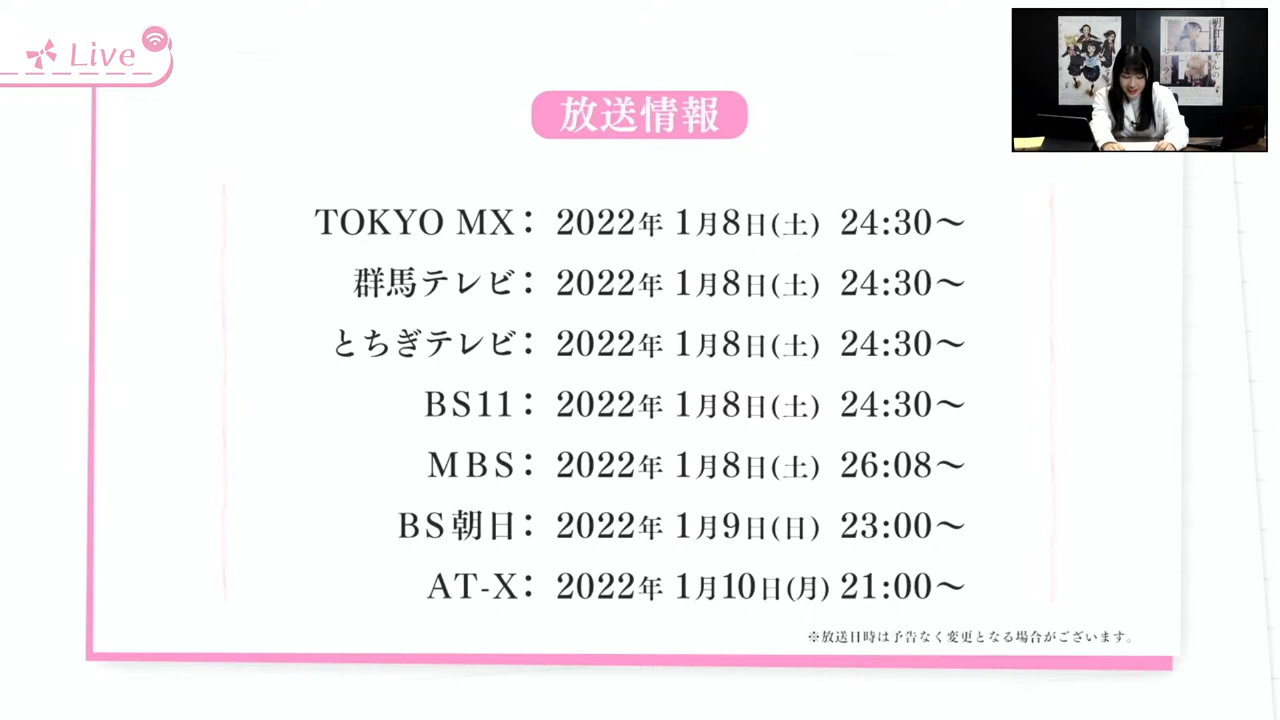 Live
放送情報
TOKYO MX： 2022年 1月8日(土) 24:30〜
群馬テレビ： 2022年 1月8日(土) 24:30〜
とちぎテレビ： 2022年 1月8日(土) 24:30〜
BS11： 2022年 1月8日(土) 24:30〜
MBS： 2022年 1月8日(土) 26:08〜
BS朝日： 2022年 1月9日(日) 23:00〜
AT-X： 2022年 1月10日(月) 21:00〜
※放送日時は予告なく変更となる場合がございます。